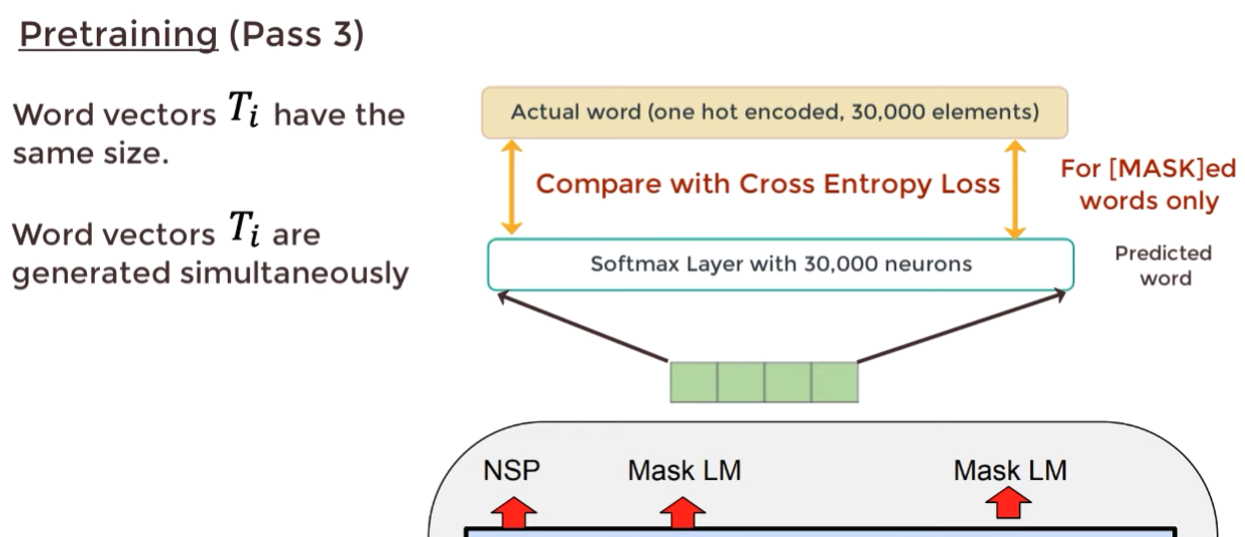 Pretraining (Pass 3)
Word vectors Tᵢ have the
same size.
Word vectors Tᵢ are
generated simultaneously
Actual word (one hot encoded, 30,000 elements)
Compare with Cross Entropy Loss
For [MASK]ed
words only
Softmax Layer with 30,000 neurons
Predicted
word
NSP Mask LM Mask LM